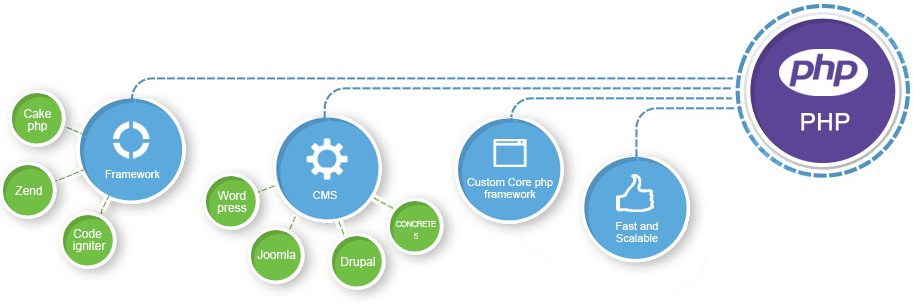 php
PHP
Cake
php
Framework
Zend
Code
igniter
CMS
Word
press
Joomla
Drupal
CONCRETE
5
Custom Core php
framework
Fast and
Scalable